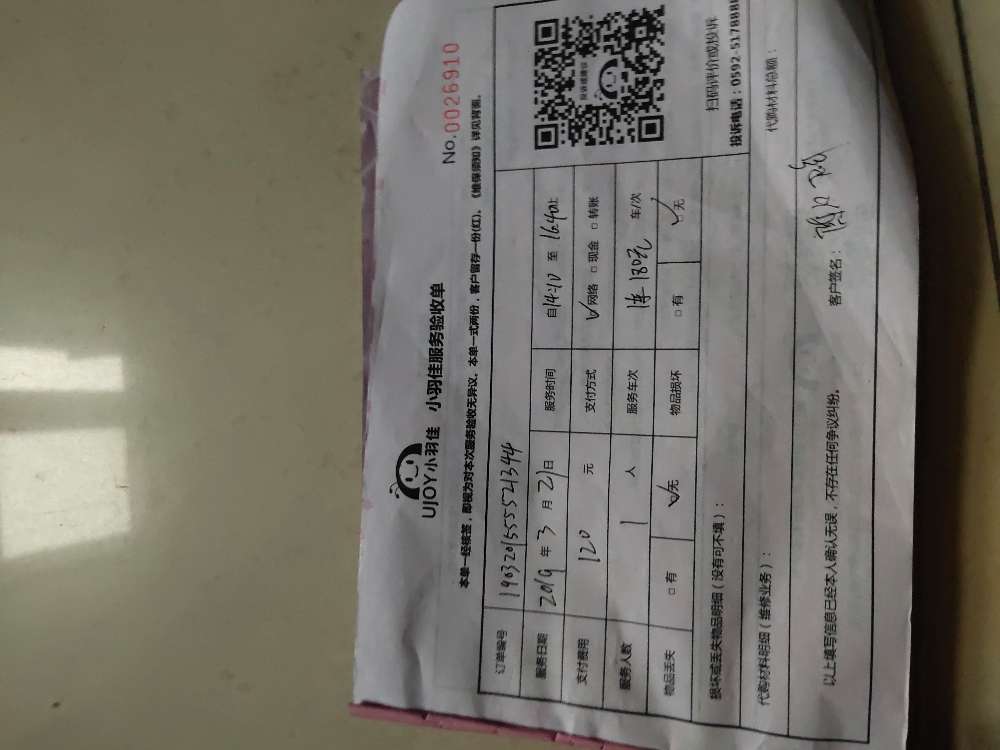 UJOY小羽佳 小羽佳服务验收单
No.0026910
本单一经核签，即视为对本次服务验收无异议。本单一式两份，客户留存一份(红)。《维保须知》详见背面。
订单编号 190320155521344
服务日期 2019 年 3 月 21 日 服务时间 自14:10 至 16:40止
支付费用 120 元 支付方式 ☑网络 □现金 □转账
服务人数 1 人 服务车次 车/次
物品丢失 □有 ☑无 物品损坏 □有 ☑无
损坏或丢失物品明细（没有可不填）：
代购材料明细（维修业务）： 代购材料总额：
以上填写信息已经本人确认无误，不存在任何争议纠纷。 客户签名：
扫码评价或投诉
投诉电话：0592-517888